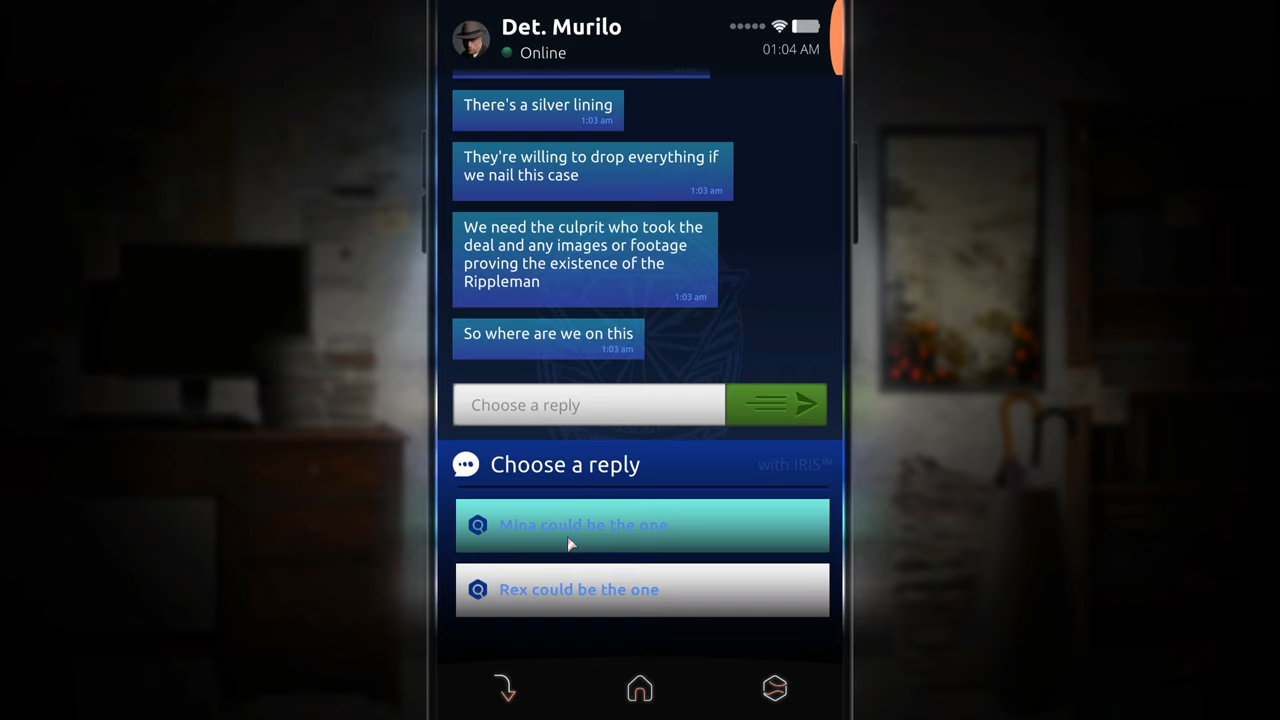 Det. Murilo
Online
01:04 AM
There's a silver lining
1:03 am
They're willing to drop everything if
we nail this case
1:03 am
We need the culprit who took the
deal and any images or footage
proving the existence of the
Rippleman
1:03 am
So where are we on this
1:03 am
Choose a reply
Choose a reply
with IRIS™
Mina could be the one
Rex could be the one